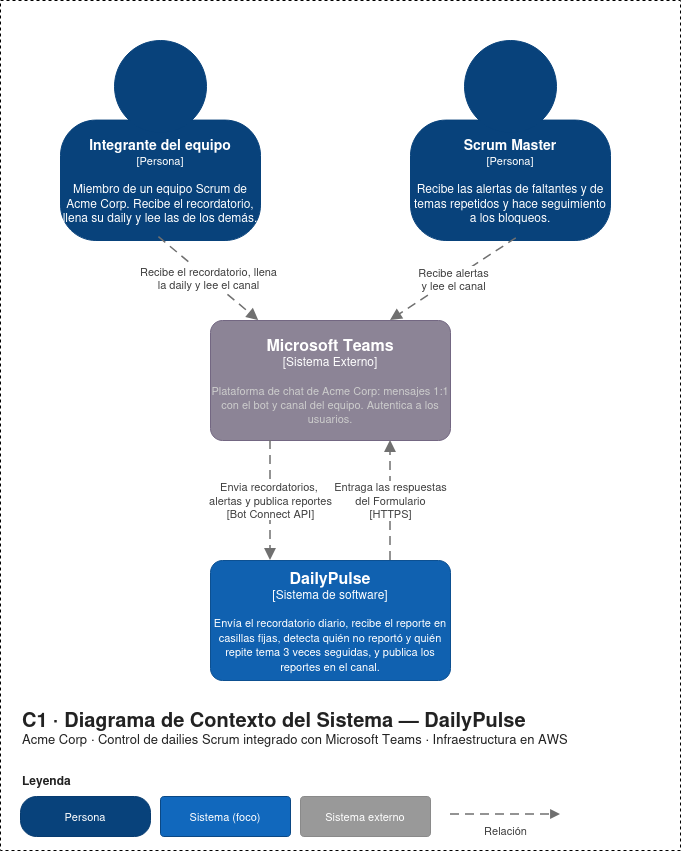 Integrante del equipo
[Persona]
Miembro de un equipo Scrum de
Acme Corp. Recibe el recordatorio,
llena su daily y lee las de los demás.
Scrum Master
[Persona]
Recibe las alertas de faltantes y de
temas repetidos y hace seguimiento
a los bloqueos.
Recibe el recordatorio, llena
la daily y lee el canal
Recibe alertas
y lee el canal
Microsoft Teams
[Sistema Externo]
Plataforma de chat de Acme Corp: mensajes 1:1
con el bot y canal del equipo. Autentica a los
usuarios.
Envia recordatorios,
alertas y publica reportes
[Bot Connect API]
Entraga las respuestas
del Formulario
[HTTPS]
DailyPulse
[Sistema de software]
Envía el recordatorio diario, recibe el reporte en
casillas fijas, detecta quién no reportó y quién
repite tema 3 veces seguidas, y publica los
reportes en el canal.
C1 · Diagrama de Contexto del Sistema — DailyPulse
Acme Corp · Control de dailies Scrum integrado con Microsoft Teams · Infraestructura en AWS
Leyenda
Persona
Sistema (foco)
Sistema externo
Relación